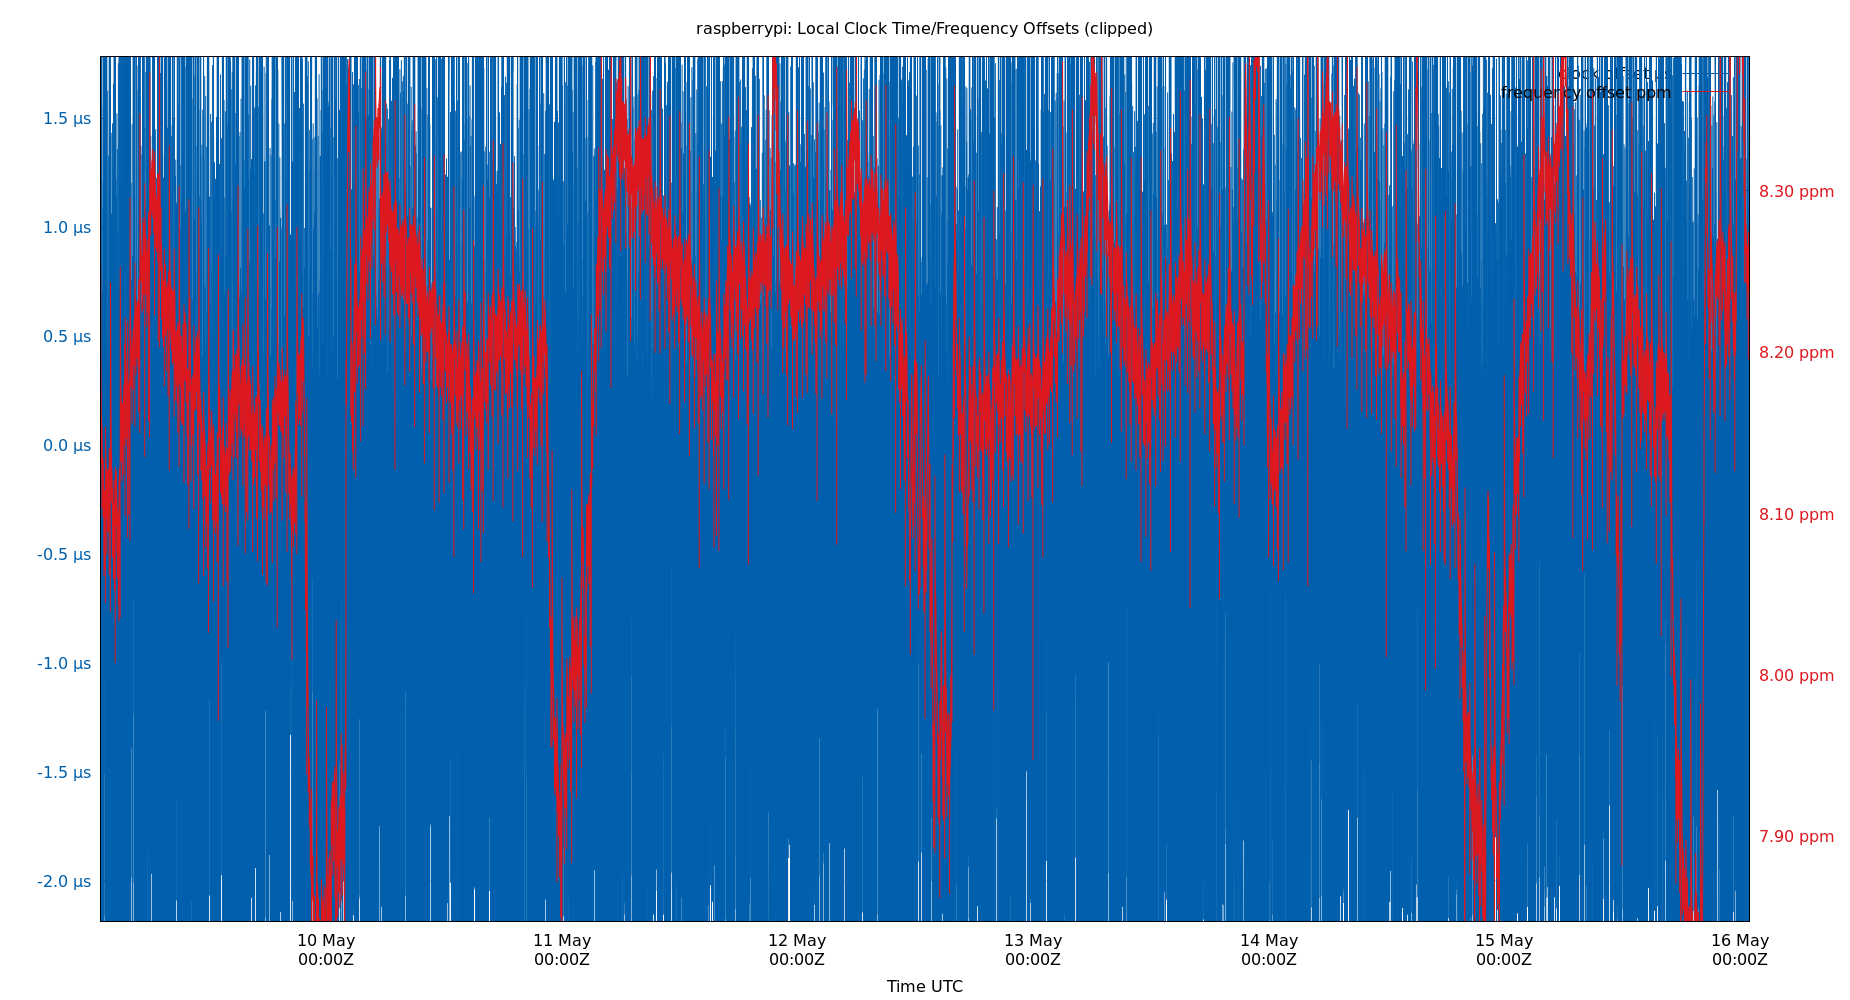 raspberrypi: Local Clock Time/Frequency Offsets (clipped)
clock offset µs
frequency offset ppm
1.5 µs
1.0 µs
0.5 µs
0.0 µs
-0.5 µs
-1.0 µs
-1.5 µs
-2.0 µs
8.30 ppm
8.20 ppm
8.10 ppm
8.00 ppm
7.90 ppm
10 May
00:00Z
11 May
00:00Z
12 May
00:00Z
13 May
00:00Z
14 May
00:00Z
15 May
00:00Z
16 May
00:00Z
Time UTC